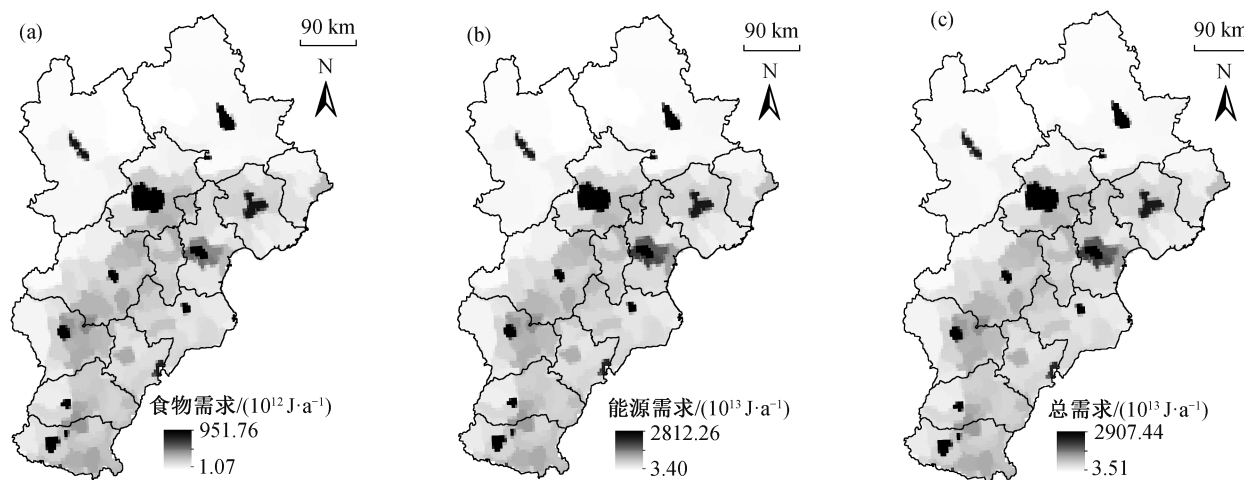 (a)
90 km
N
食物需求/(10¹² J·a⁻¹)
951.76
1.07
(b)
90 km
N
能源需求/(10¹³ J·a⁻¹)
2812.26
3.40
(c)
90 km
N
总需求/(10¹³ J·a⁻¹)
2907.44
3.51